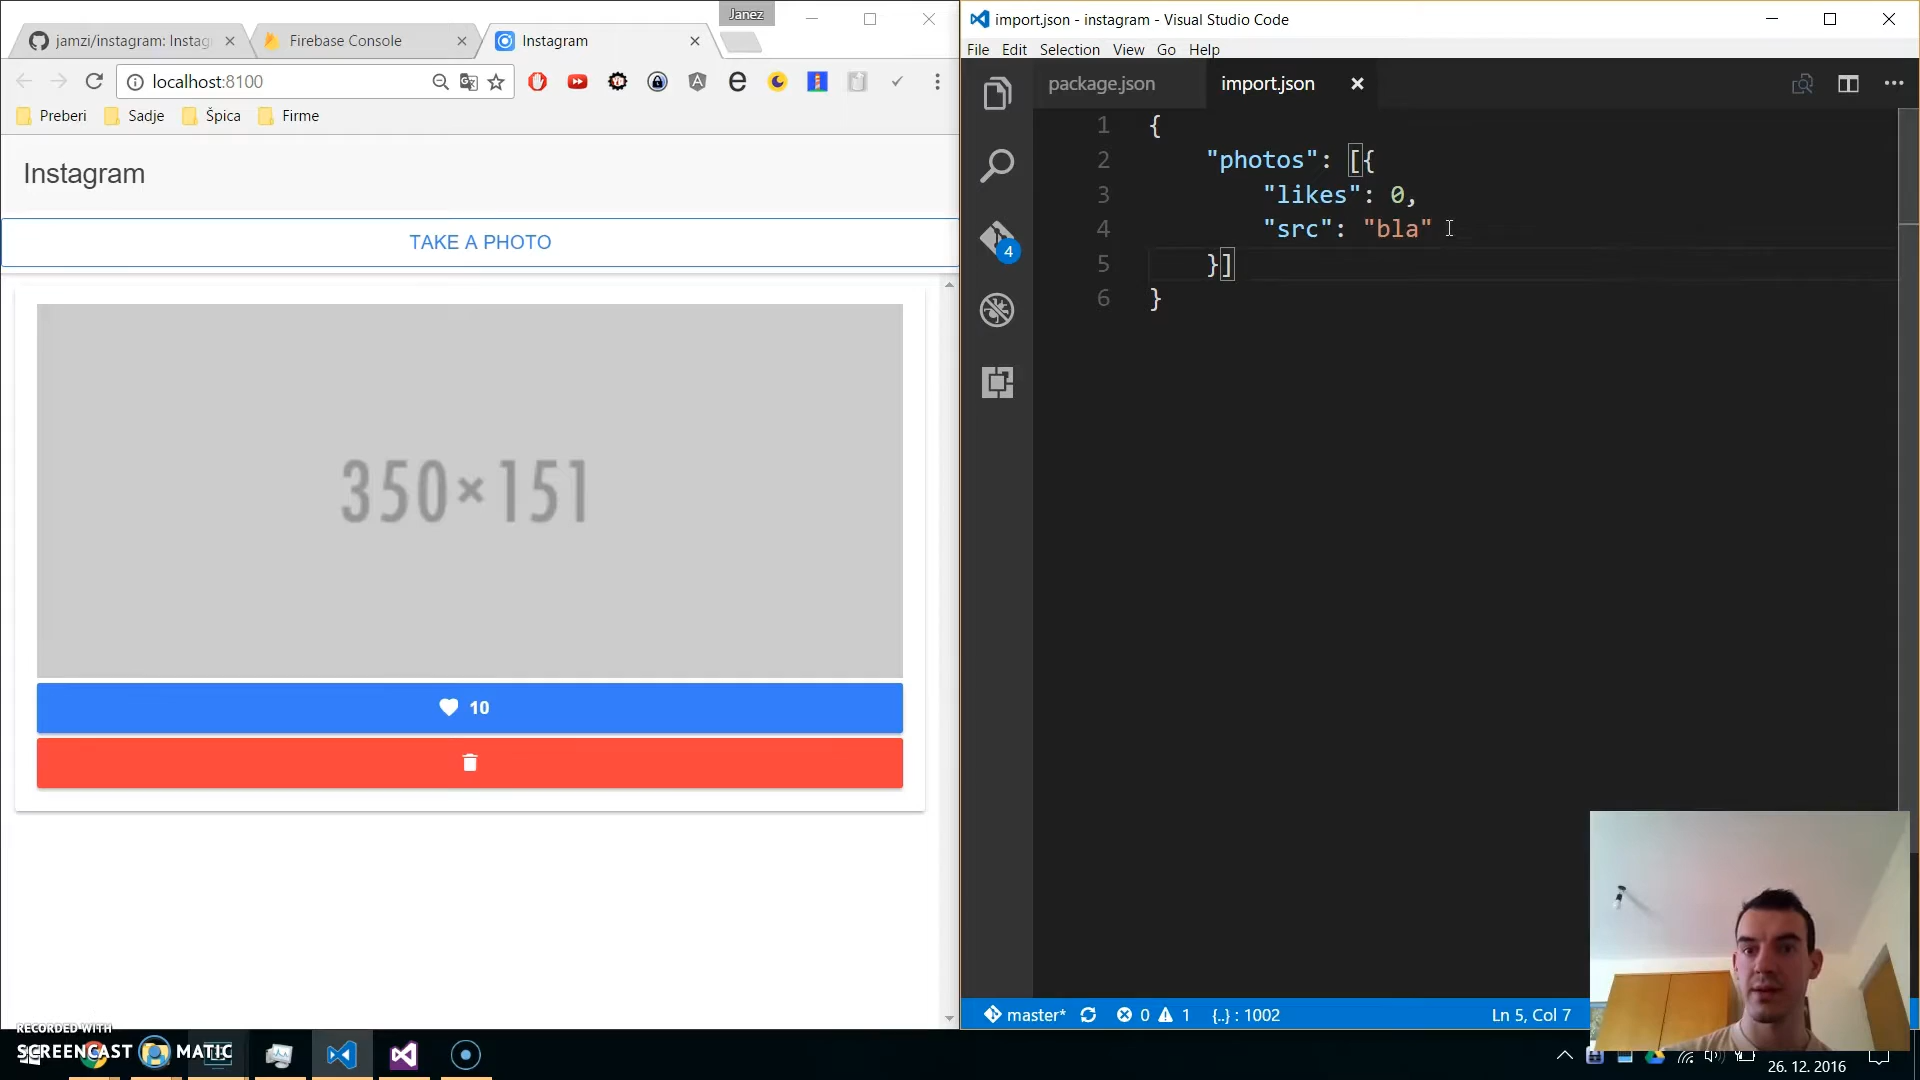 Janez
jamzi/instagram: Instag
Firebase Console
Instagram
localhost:8100
Preberi
Sadje
Špica
Firme
Instagram
TAKE A PHOTO
350×151
10
import.json - instagram - Visual Studio Code
File Edit Selection View Go Help
package.json
import.json
4
1 {
2 "photos": [{
3 "likes": 0,
4 "src": "bla"
5 }]
6 }
master* 0 1 {..} : 1002
Ln 5, Col 7
RECORDED WITH
SCREENCAST MATIC
26. 12. 2016